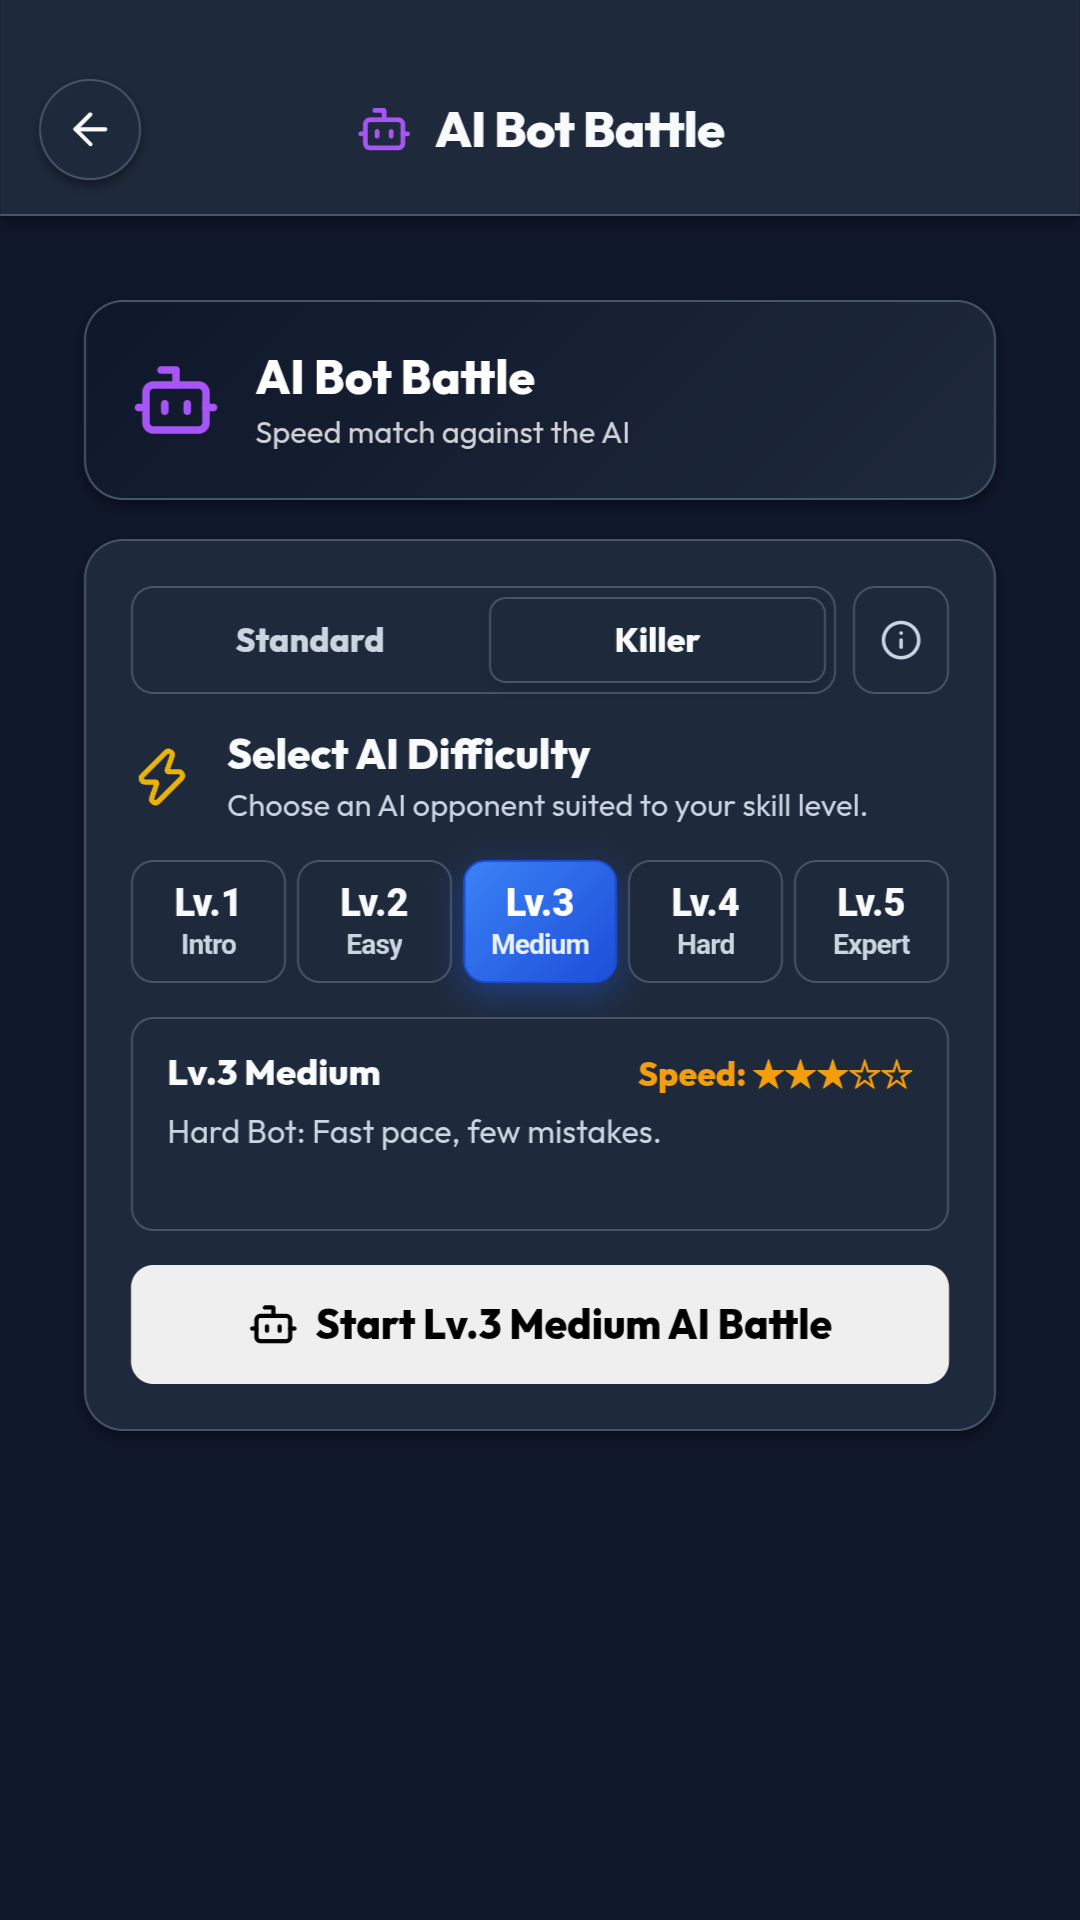 AI Bot Battle
AI Bot Battle
Speed match against the AI
Standard
Killer
Select AI Difficulty
Choose an AI opponent suited to your skill level.
Lv.1
Intro
Lv.2
Easy
Lv.3
Medium
Lv.4
Hard
Lv.5
Expert
Lv.3 Medium
Speed: ★★★☆☆
Hard Bot: Fast pace, few mistakes.
Start Lv.3 Medium AI Battle